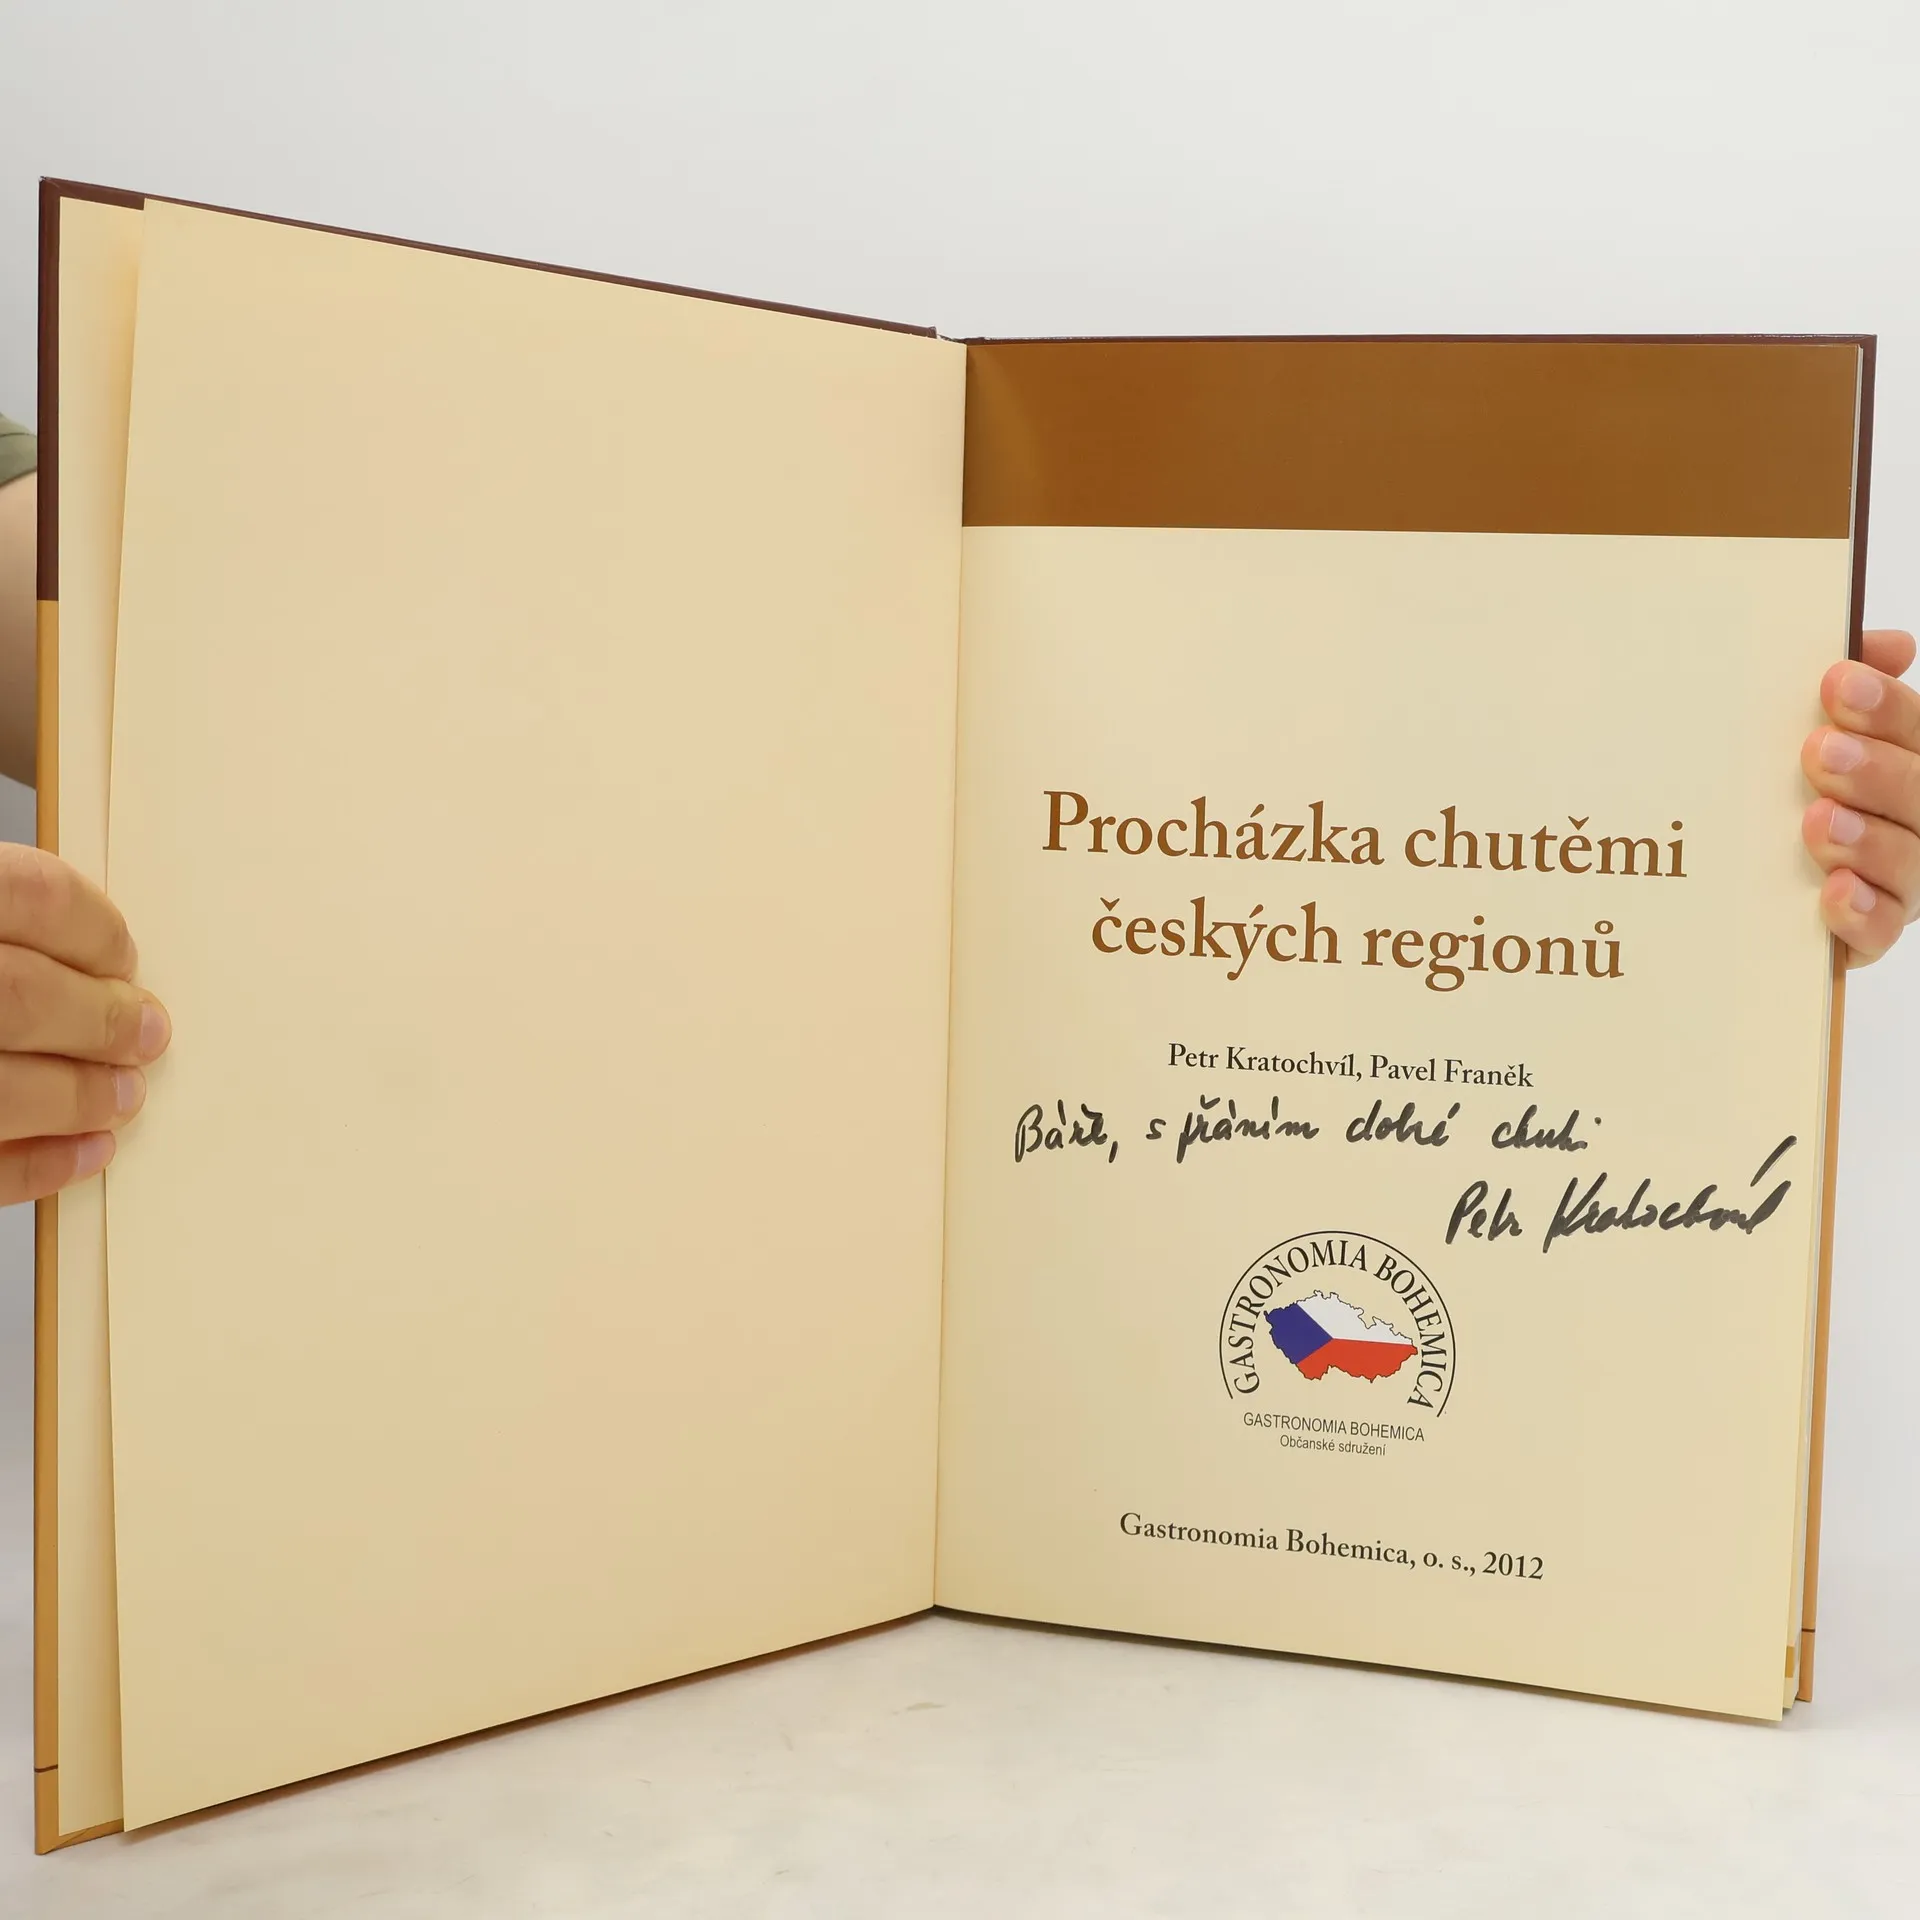 Procházka chutěmi
českých regionů
Petr Kratochvíl, Pavel Franěk
Báře, s přáním dobré chuti
Petr Kratochvíl
GASTRONOMIA BOHEMICA
GASTRONOMIA BOHEMICA
Občanské sdružení
Gastronomia Bohemica, o. s., 2012